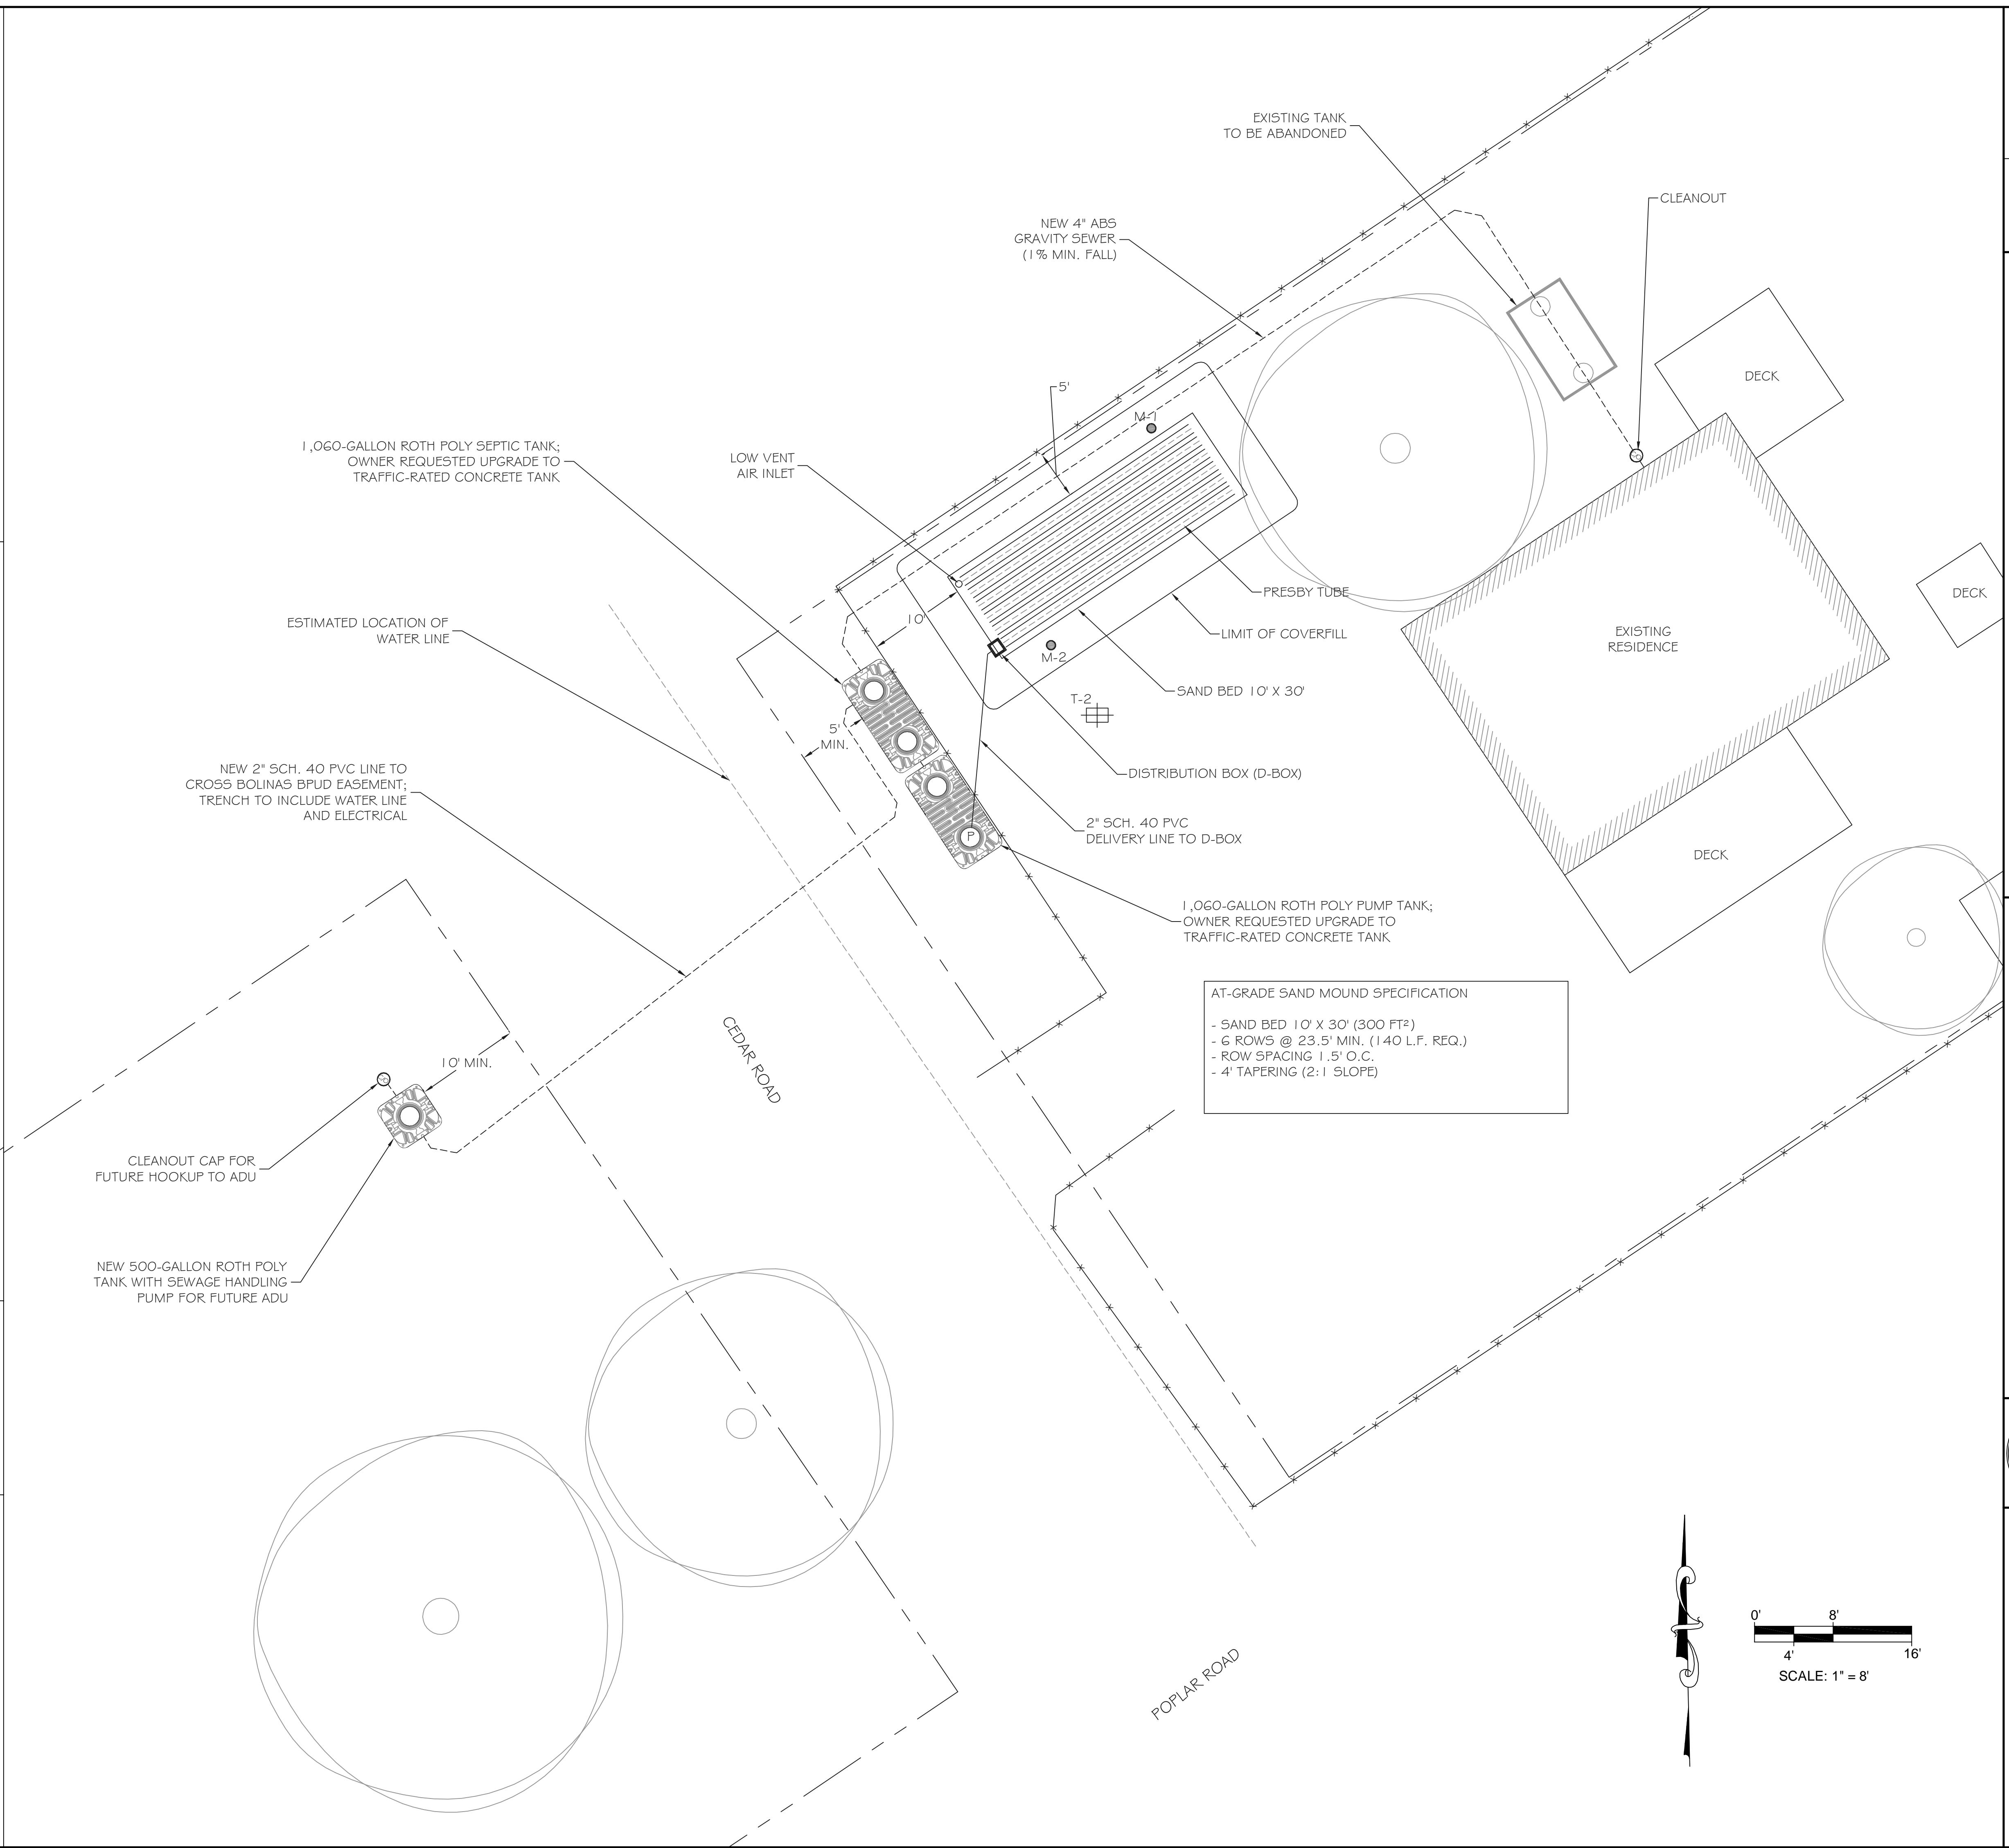 EXISTING TANK
TO BE ABANDONED
CLEANOUT
NEW 4" ABS
GRAVITY SEWER
(1% MIN. FALL)
DECK
5'
M-1
1,060-GALLON ROTH POLY SEPTIC TANK;
OWNER REQUESTED UPGRADE TO
TRAFFIC-RATED CONCRETE TANK
LOW VENT
AIR INLET
PRESBY TUBE
DECK
10'
LIMIT OF COVERFILL
ESTIMATED LOCATION OF
WATER LINE
EXISTING
RESIDENCE
M-2
SAND BED 10' X 30'
T-2
5'
MIN.
DISTRIBUTION BOX (D-BOX)
NEW 2" SCH. 40 PVC LINE TO
CROSS BOLINAS BPUD EASEMENT;
TRENCH TO INCLUDE WATER LINE
AND ELECTRICAL
2" SCH. 40 PVC
DELIVERY LINE TO D-BOX
P
DECK
1,060-GALLON ROTH POLY PUMP TANK;
OWNER REQUESTED UPGRADE TO
TRAFFIC-RATED CONCRETE TANK
AT-GRADE SAND MOUND SPECIFICATION
- SAND BED 10' X 30' (300 FT²)
- 6 ROWS @ 23.5' MIN. (140 L.F. REQ.)
- ROW SPACING 1.5' O.C.
- 4' TAPERING (2:1 SLOPE)
CEDAR ROAD
10' MIN.
CLEANOUT CAP FOR
FUTURE HOOKUP TO ADU
NEW 500-GALLON ROTH POLY
TANK WITH SEWAGE HANDLING
PUMP FOR FUTURE ADU
POPLAR ROAD
0' 8'
4' 16'
SCALE: 1" = 8'